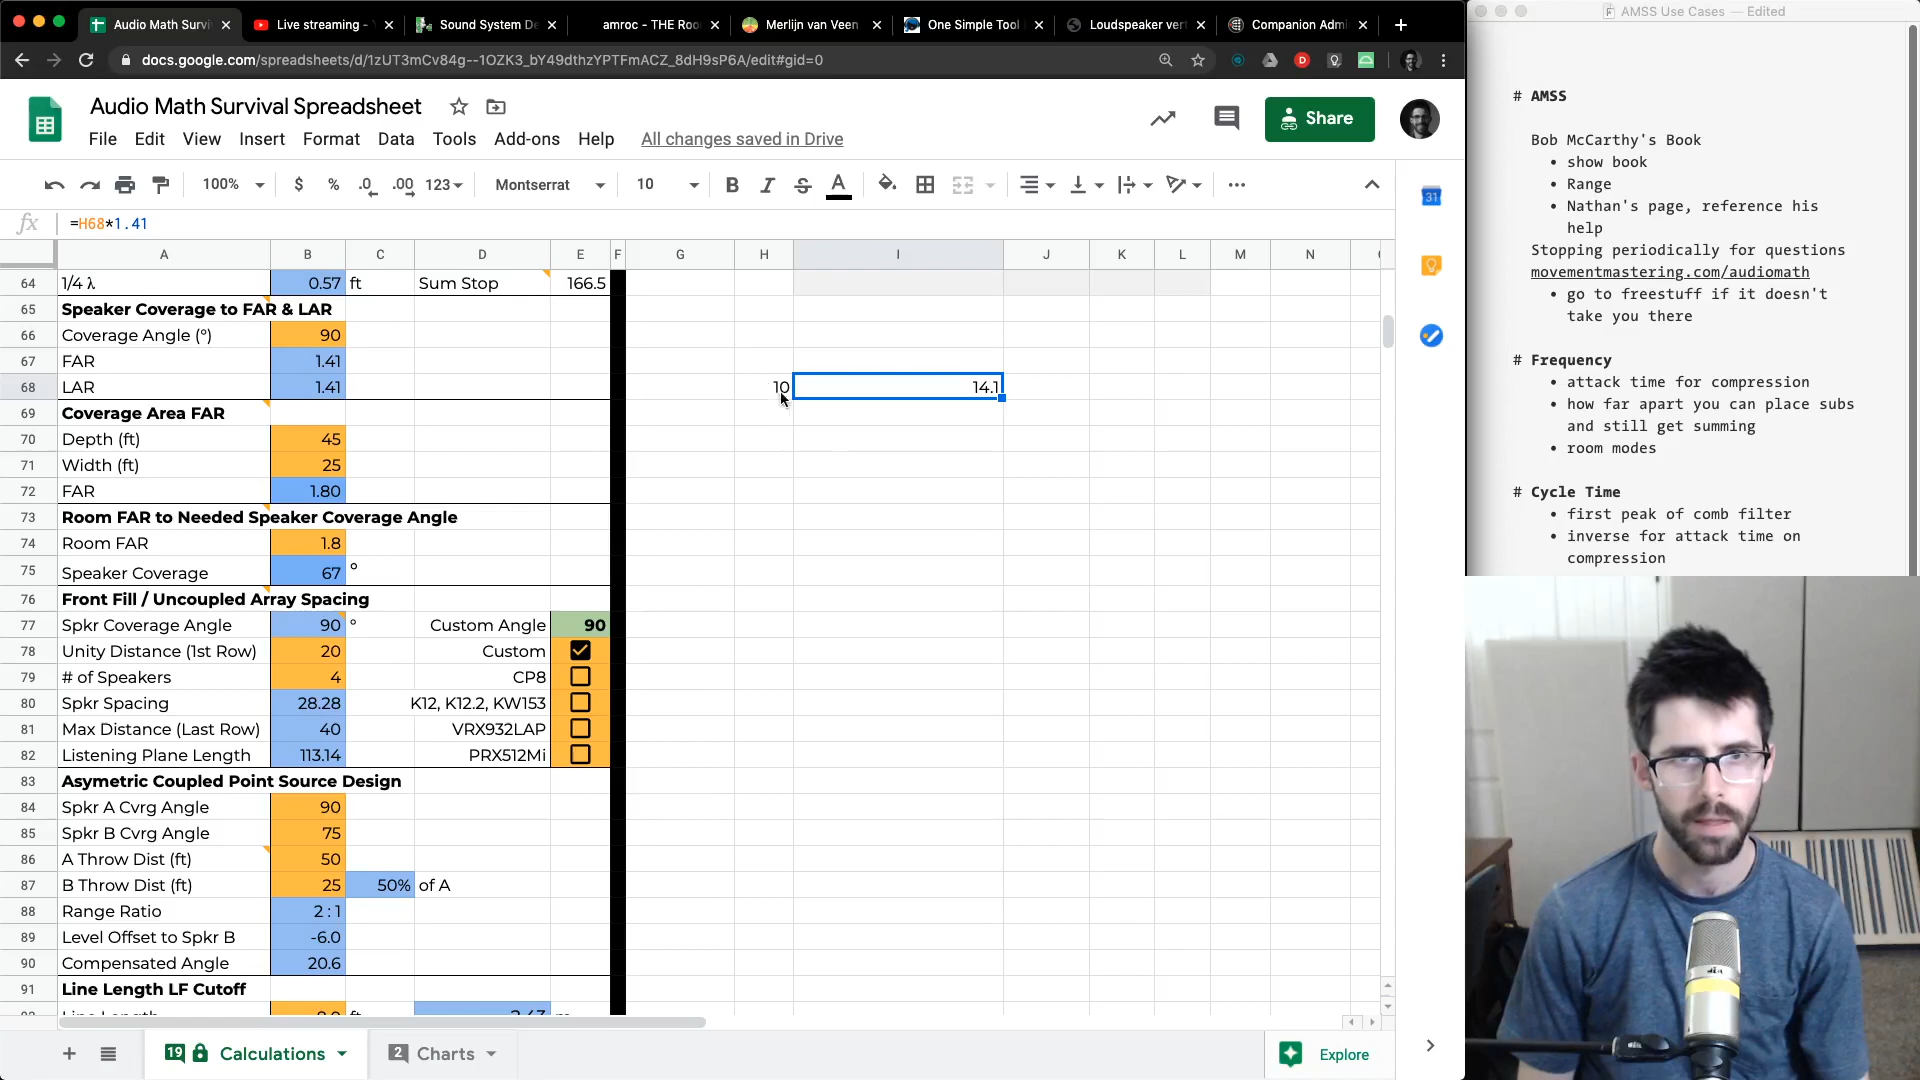 Audio Math Survi
Live streaming - Y
Sound System De
amroc - THE Roo
Merlijn van Veen
One Simple Tool
Loudspeaker vert
Companion Admi
docs.google.com/spreadsheets/d/1zUT3mCv84g--1OZK3_bY49dthzYPTFmACZ_8dH9sP6A/edit#gid=0
Audio Math Survival Spreadsheet
Share
File Edit View Insert Format Data Tools Add-ons Help All changes saved in Drive
100% $ % .0 .00 123 Montserrat 10 B I S A
fx =H68*1.41
A B C D E F G H I J K L M N
64 1/4 λ 0.57 ft Sum Stop 166.5
65 Speaker Coverage to FAR & LAR
66 Coverage Angle (º) 90
67 FAR 1.41
68 LAR 1.41 10 14.1
69 Coverage Area FAR
70 Depth (ft) 45
71 Width (ft) 25
72 FAR 1.80
73 Room FAR to Needed Speaker Coverage Angle
74 Room FAR 1.8
75 Speaker Coverage 67 º
76 Front Fill / Uncoupled Array Spacing
77 Spkr Coverage Angle 90 º Custom Angle 90
78 Unity Distance (1st Row) 20 Custom
79 # of Speakers 4 CP8
80 Spkr Spacing 28.28 K12, K12.2, KW153
81 Max Distance (Last Row) 40 VRX932LAP
82 Listening Plane Length 113.14 PRX512Mi
83 Asymetric Coupled Point Source Design
84 Spkr A Cvrg Angle 90
85 Spkr B Cvrg Angle 75
86 A Throw Dist (ft) 50
87 B Throw Dist (ft) 25 50% of A
88 Range Ratio 2 : 1
89 Level Offset to Spkr B -6.0
90 Compensated Angle 20.6
91 Line Length LF Cutoff
19 Calculations
2 Charts
Explore
31
AMSS Use Cases — Edited
# AMSS
Bob McCarthy's Book
• show book
• Range
• Nathan's page, reference his
help
Stopping periodically for questions
movementmastering.com/audiomath
• go to freestuff if it doesn't
take you there
# Frequency
• attack time for compression
• how far apart you can place subs
and still get summing
• room modes
# Cycle Time
• first peak of comb filter
• inverse for attack time on
compression